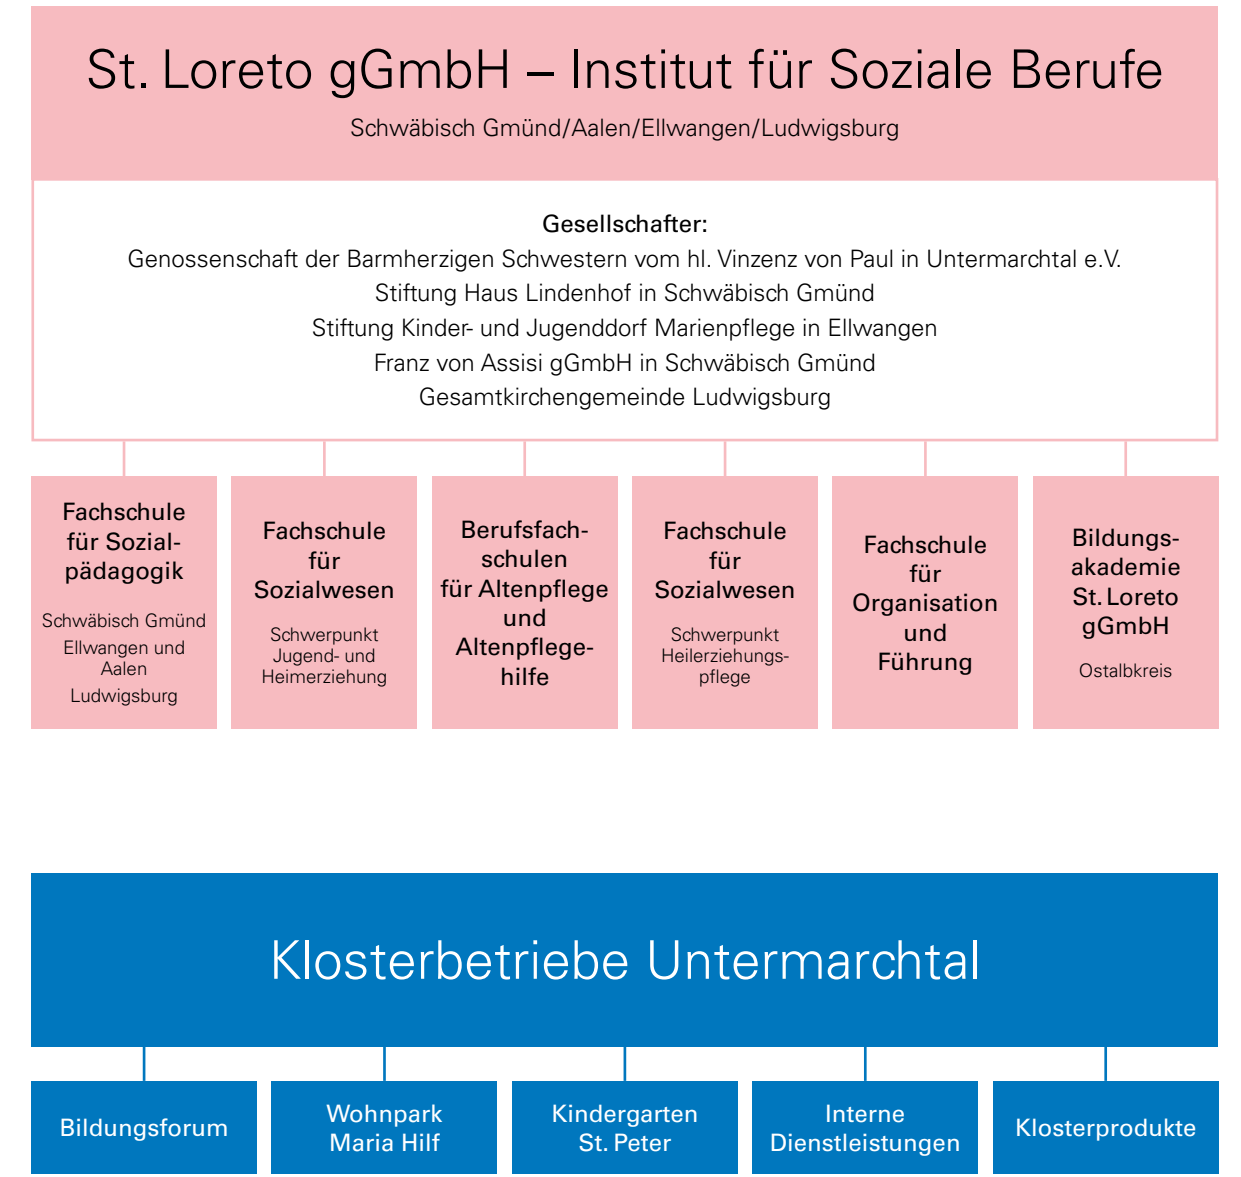 St. Loreto gGmbH – Institut für Soziale Berufe
Schwäbisch Gmünd/Aalen/Ellwangen/Ludwigsburg
Gesellschafter:
Genossenschaft der Barmherzigen Schwestern vom hl. Vinzenz von Paul in Untermarchtal e.V.
Stiftung Haus Lindenhof in Schwäbisch Gmünd
Stiftung Kinder- und Jugenddorf Marienpflege in Ellwangen
Franz von Assisi gGmbH in Schwäbisch Gmünd
Gesamtkirchengemeinde Ludwigsburg
Fachschule
für Sozial-
pädagogik
Schwäbisch Gmünd
Ellwangen und
Aalen
Ludwigsburg
Fachschule
für
Sozialwesen
Schwerpunkt
Jugend- und
Heimerziehung
Berufsfach-
schulen
für Altenpflege
und
Altenpflege-
hilfe
Fachschule
für
Sozialwesen
Schwerpunkt
Heilerziehungs-
pflege
Fachschule
für
Organisation
und
Führung
Bildungs-
akademie
St. Loreto
gGmbH
Ostalbkreis
Klosterbetriebe Untermarchtal
Bildungsforum
Wohnpark
Maria Hilf
Kindergarten
St. Peter
Interne
Dienstleistungen
Klosterprodukte